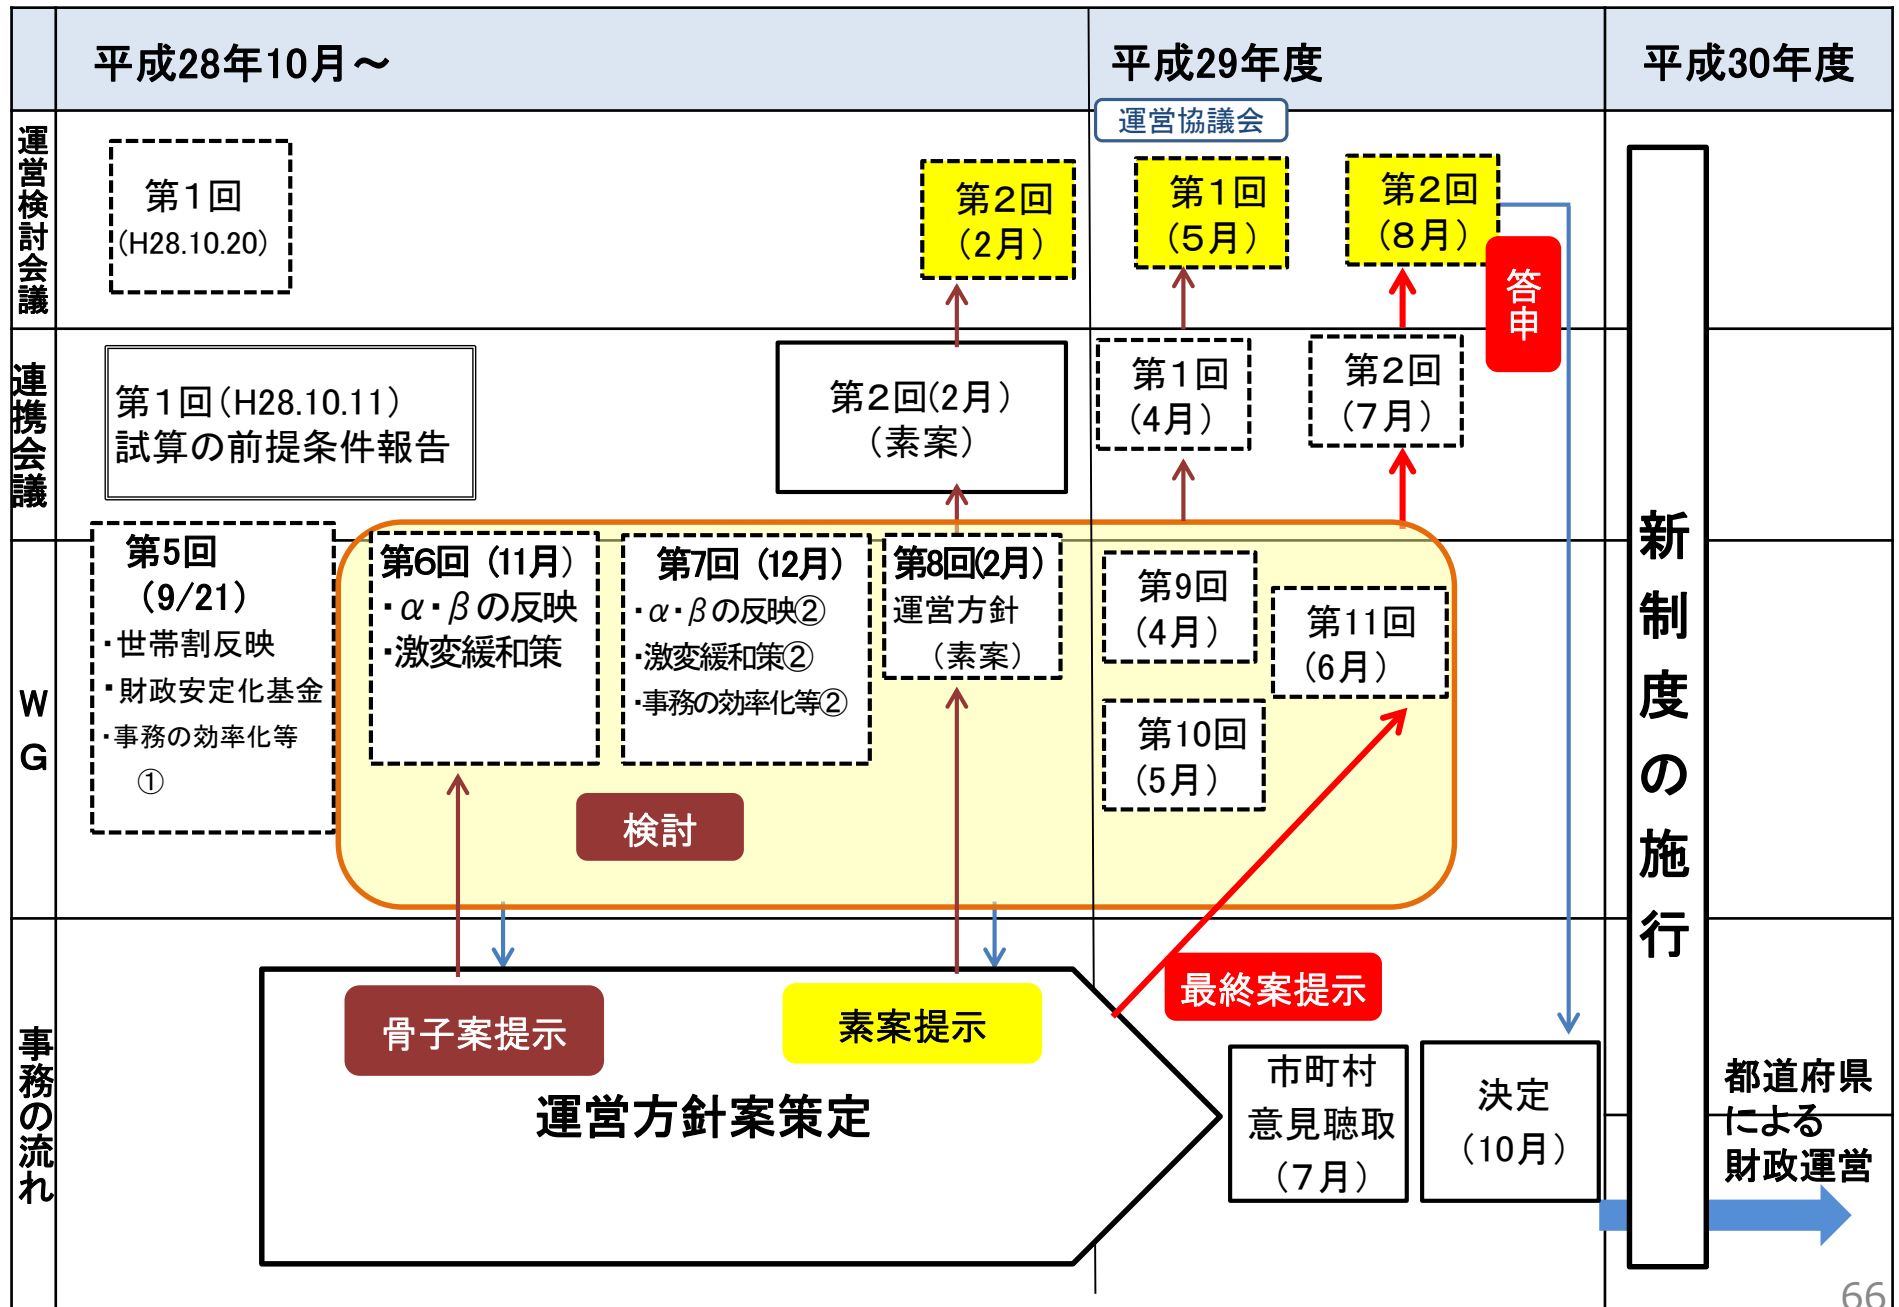 平成28年10月～
平成29年度
平成30年度
運営検討会議
第１回
（H28.10.20）
第２回
（２月）
運営協議会
第１回
（５月）
第２回
（８月）
答申
連携会議
第１回（H28.10.11）
試算の前提条件報告
第２回（２月）
（素案）
第１回
（４月）
第２回
（７月）
ＷＧ
第5回
（9/21）
・世帯割反映
・財政安定化基金
・事務の効率化等
①
第6回（11月）
・α・βの反映
・激変緩和策
第7回（12月）
・α・βの反映②
・激変緩和策②
・事務の効率化等②
第8回（2月）
運営方針
（素案）
第９回
（４月）
第10回
（５月）
第11回
（６月）
検討
事務の流れ
骨子案提示
素案提示
最終案提示
運営方針案策定
市町村
意見聴取
（７月）
決定
（10月）
新制度の施行
都道府県
による
財政運営
66